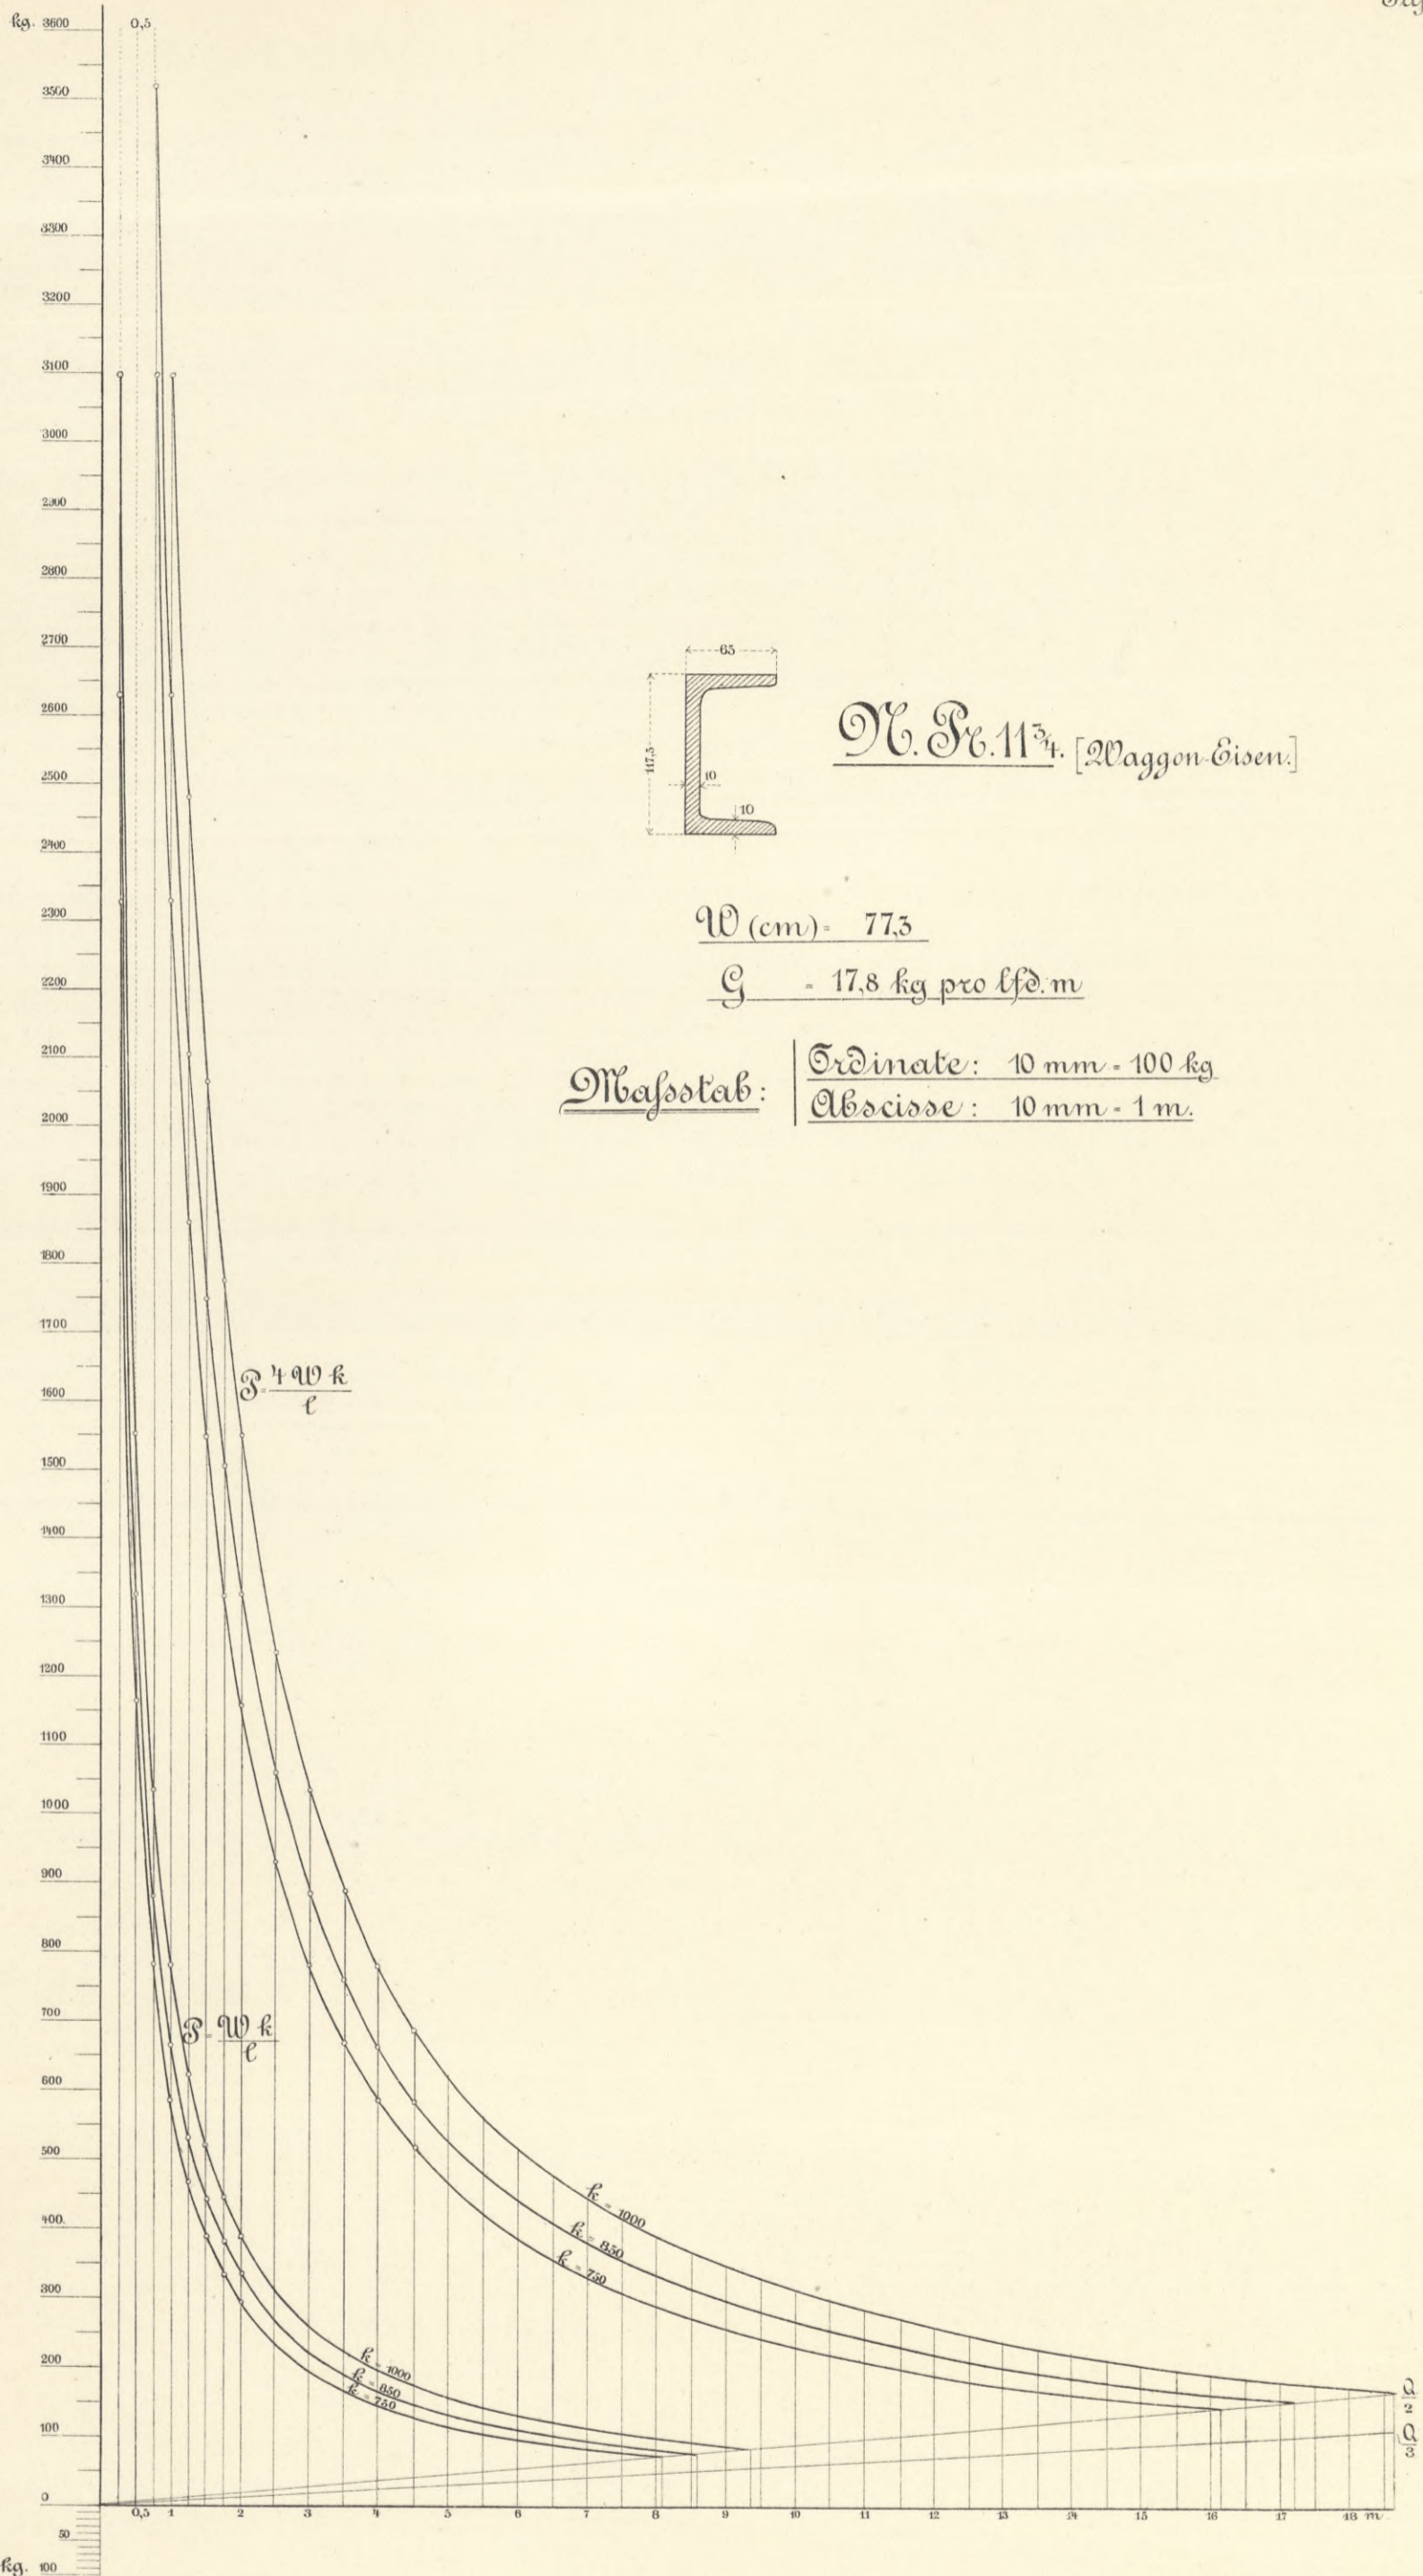 kg. 3600
0,5
3500
3400
3300
3200
3100
3000
2900
2800
2700
2600
2500
2400
2300
2200
2100
2000
1900
1800
1700
1600
1500
1400
1300
1200
1100
1000
900
800
700
600
500
400
300
200
100
0
50
kg. 100
65
117,5
10
10
N. Pr. 11 3/4. [Waggon-Eisen.]
W (cm) = 77,3
G = 17,8 kg pro lfd. m
Maſsstab:
Ordinate: 10 mm = 100 kg
Abscisse: 10 mm = 1 m.
P = 4 W k / l
P = W k / l
k = 1000
k = 850
k = 750
k = 1000
k = 850
k = 750
Q/2
Q/3
0,5 1 2 3 4 5 6 7 8 9 10 11 12 13 14 15 16 17 18 m